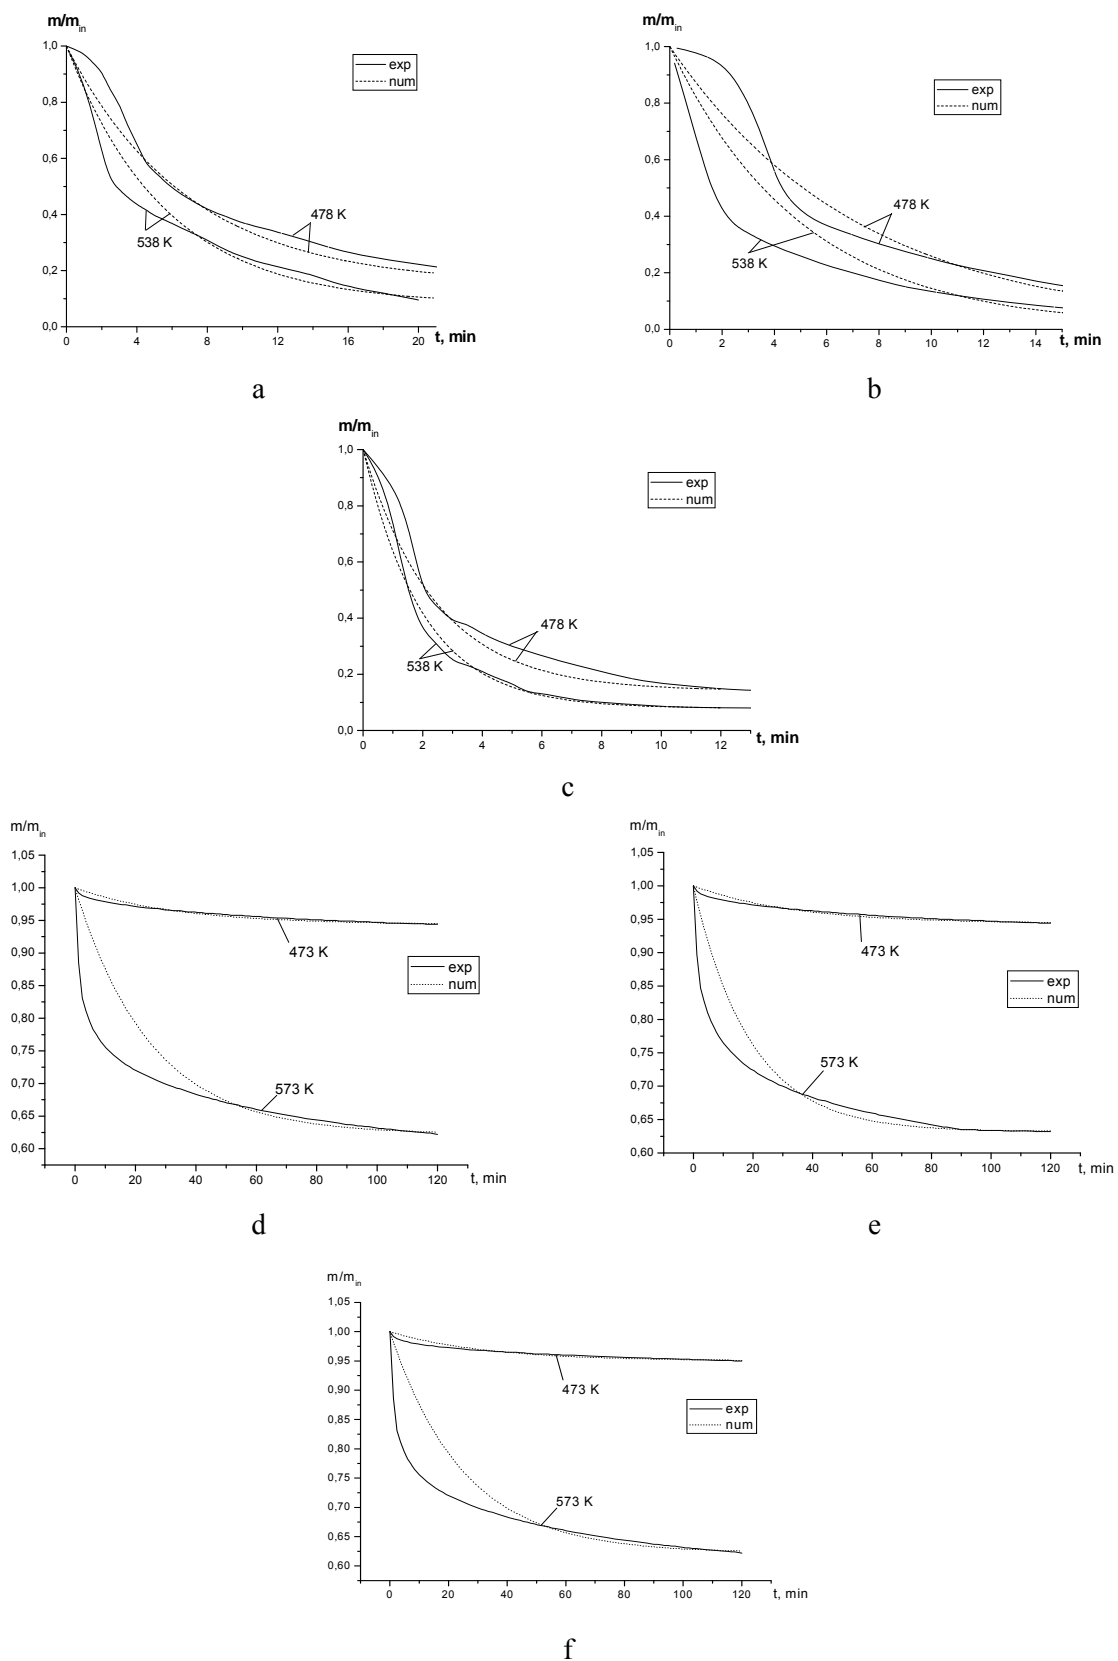 m/m_in
1,0
0,8
0,6
0,4
0,2
0,0
0 4 8 12 16 20
t, min
exp
num
478 K
538 K
a
m/m_in
1,0
0,8
0,6
0,4
0,2
0,0
0 2 4 6 8 10 12 14
t, min
exp
num
478 K
538 K
b
m/m_in
1,0
0,8
0,6
0,4
0,2
0,0
0 2 4 6 8 10 12
t, min
exp
num
478 K
538 K
c
m/m_in
1,05
1,00
0,95
0,90
0,85
0,80
0,75
0,70
0,65
0,60
0 20 40 60 80 100 120
t, min
473 K
exp
num
573 K
d
m/m_in
1,05
1,00
0,95
0,90
0,85
0,80
0,75
0,70
0,65
0,60
0 20 40 60 80 100 120
t, min
473 K
exp
num
573 K
e
m/m_in
1,05
1,00
0,95
0,90
0,85
0,80
0,75
0,70
0,65
0,60
0 20 40 60 80 100 120
t, min
473 K
exp
num
573 K
f